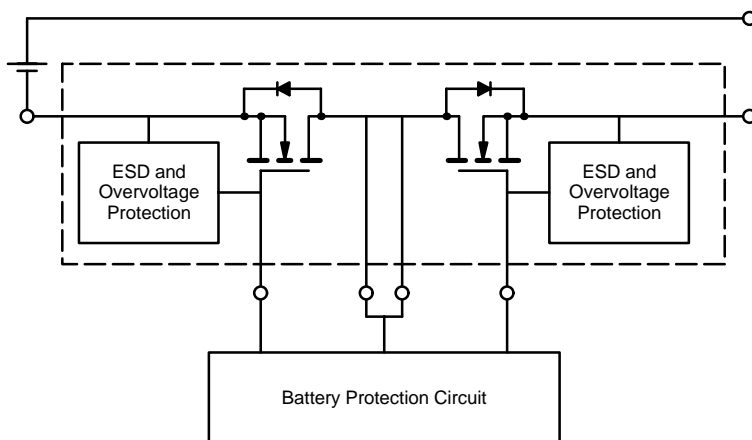 ESD and
Overvoltage
Protection
ESD and
Overvoltage
Protection
Battery Protection Circuit